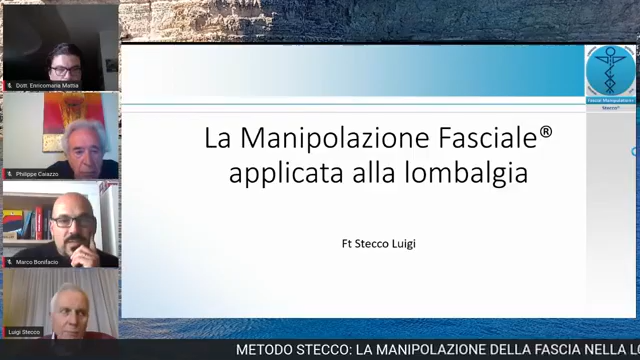 Dott. Enricomaria Mattia
Philippe Caiazzo
Marco Bonifacio
Luigi Stecco
La Manipolazione Fasciale®
applicata alla lombalgia
Ft Stecco Luigi
Fascial Manipolation®
Stecco®
METODO STECCO: LA MANIPOLAZIONE DELLA FASCIA NELLA LO